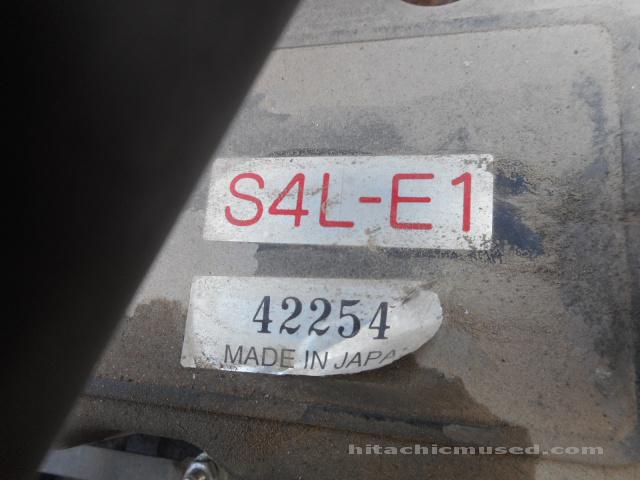 S4L-E1
42254
MADE IN JAPA
hitachicmused.com